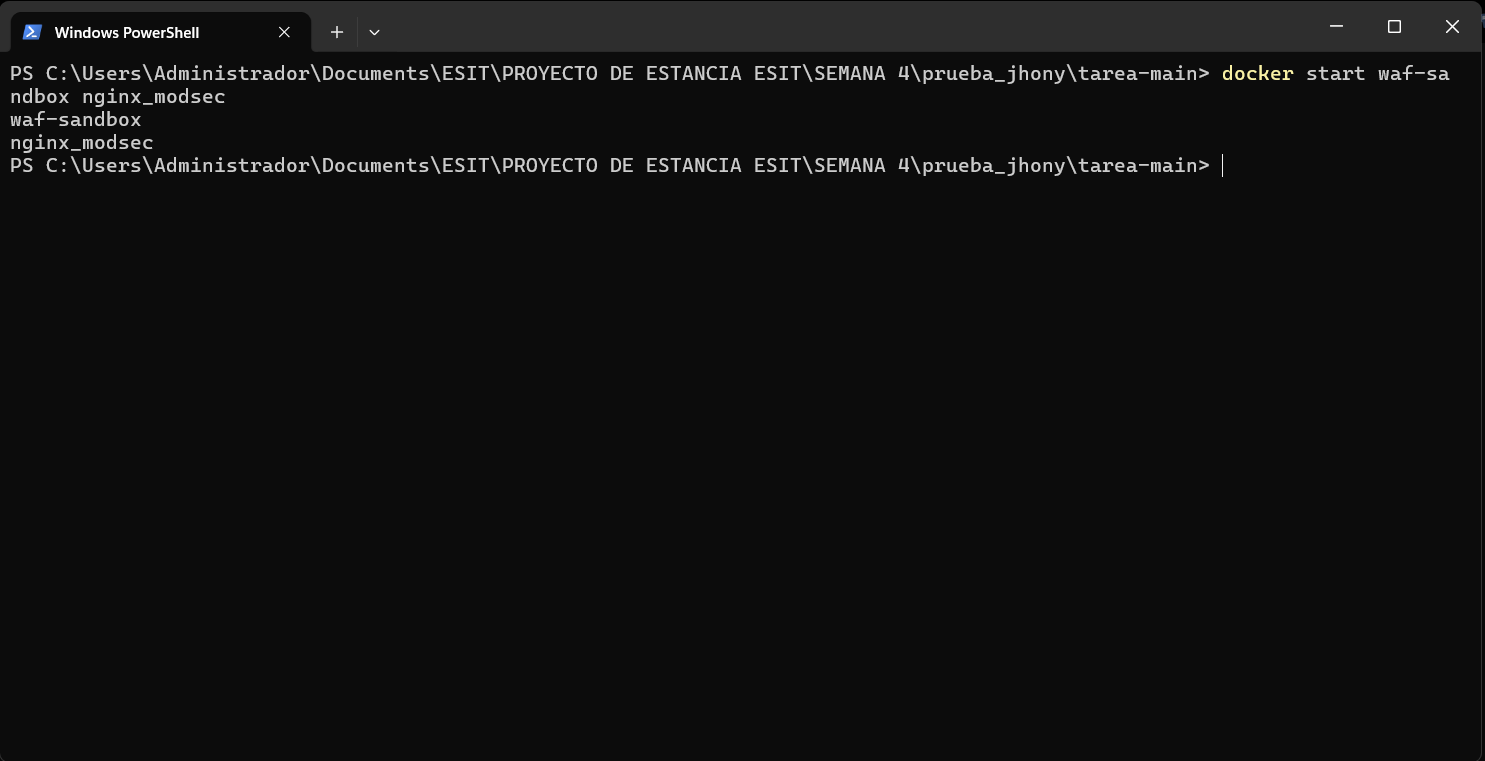 Windows PowerShell
PS C:\Users\Administrador\Documents\ESIT\PROYECTO DE ESTANCIA ESIT\SEMANA 4\prueba_jhony\tarea-main> docker start waf-sa
ndbox nginx_modsec
waf-sandbox
nginx_modsec
PS C:\Users\Administrador\Documents\ESIT\PROYECTO DE ESTANCIA ESIT\SEMANA 4\prueba_jhony\tarea-main>